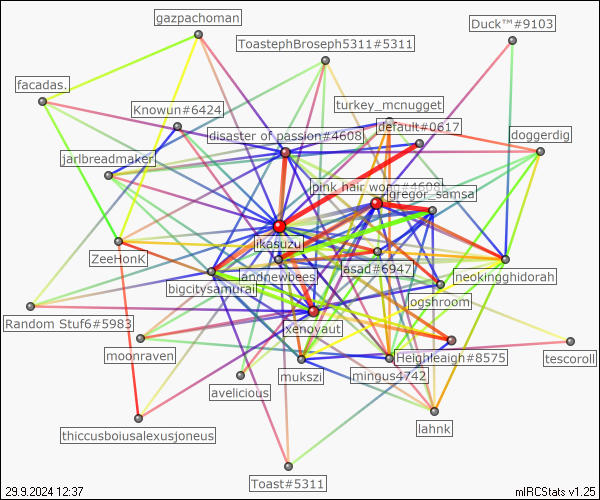 gazpachoman
Duck™#9103
ToastephBroseph5311#5311
facadas.
turkey_mcnugget
Knowun#6424
default#0617
disaster of passion#4608
doggerdig
jarlbreadmaker
pink hair wong#4608
gregor_samsa
ikasuzu
ZeeHonK
asad#6947
andnewbees
neokingghidorah
bigcitysamurai
ogshroom
Random Stuf6#5983
xenoyaut
moonraven
Heighleaigh#8575
tescoroll
mukszi
mingus4742
avelicious
lahnk
thiccusboiusalexusjoneus
Toast#5311
29.9.2024 12:37
mIRCStats v1.25